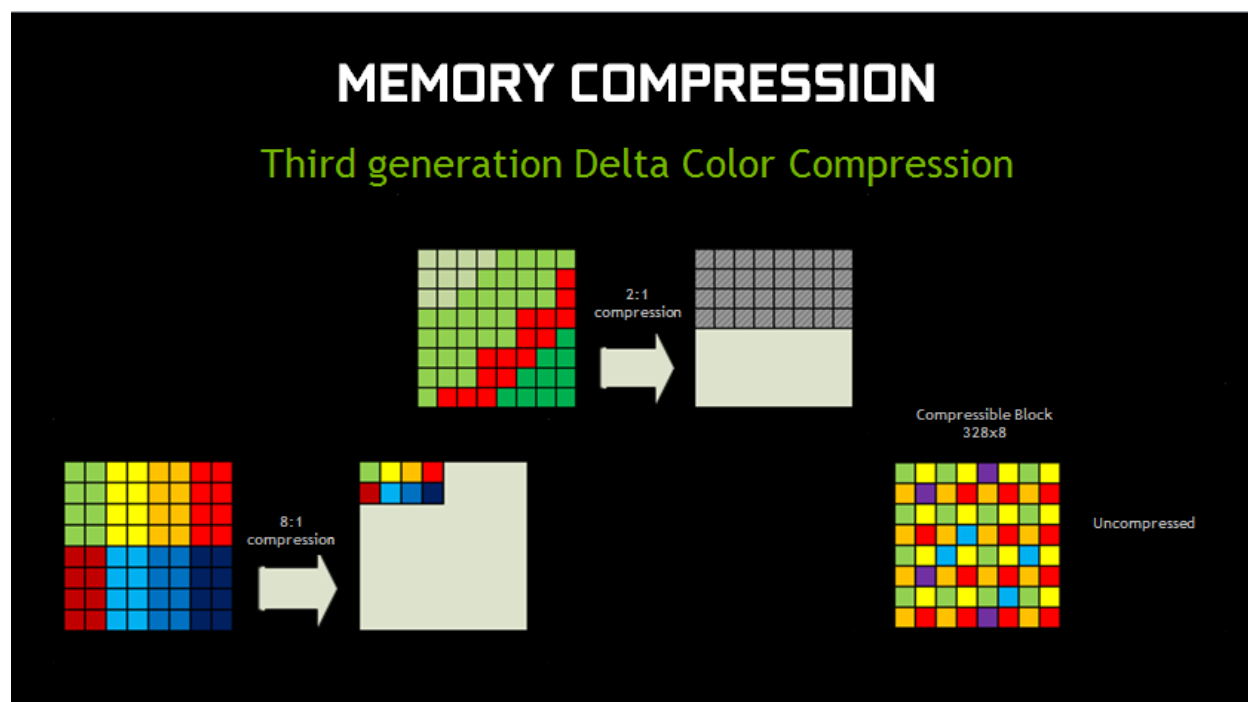 MEMORY COMPRESSION
Third generation Delta Color Compression
2:1
compression
Compressible Block
328x8
8:1
compression
Uncompressed